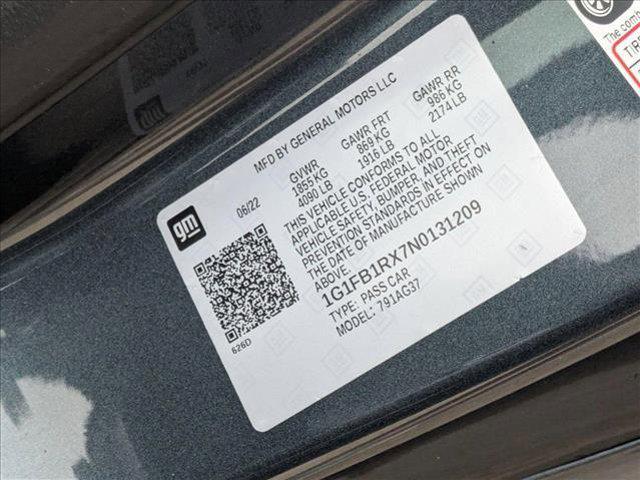 gm
MFD BY GENERAL MOTORS LLC
06/22
GVWR
1855 KG
4090 LB
GAWR FRT
869 KG
1916 LB
GAWR RR
986 KG
2174 LB
THIS VEHICLE CONFORMS TO ALL
APPLICABLE U.S. FEDERAL MOTOR
VEHICLE SAFETY, BUMPER, AND THEFT
PREVENTION STANDARDS IN EFFECT ON
THE DATE OF MANUFACTURE SHOWN
ABOVE.
1G1FB1RX7N0131209
TYPE: PASS CAR
MODEL: 791AG37
626D
The